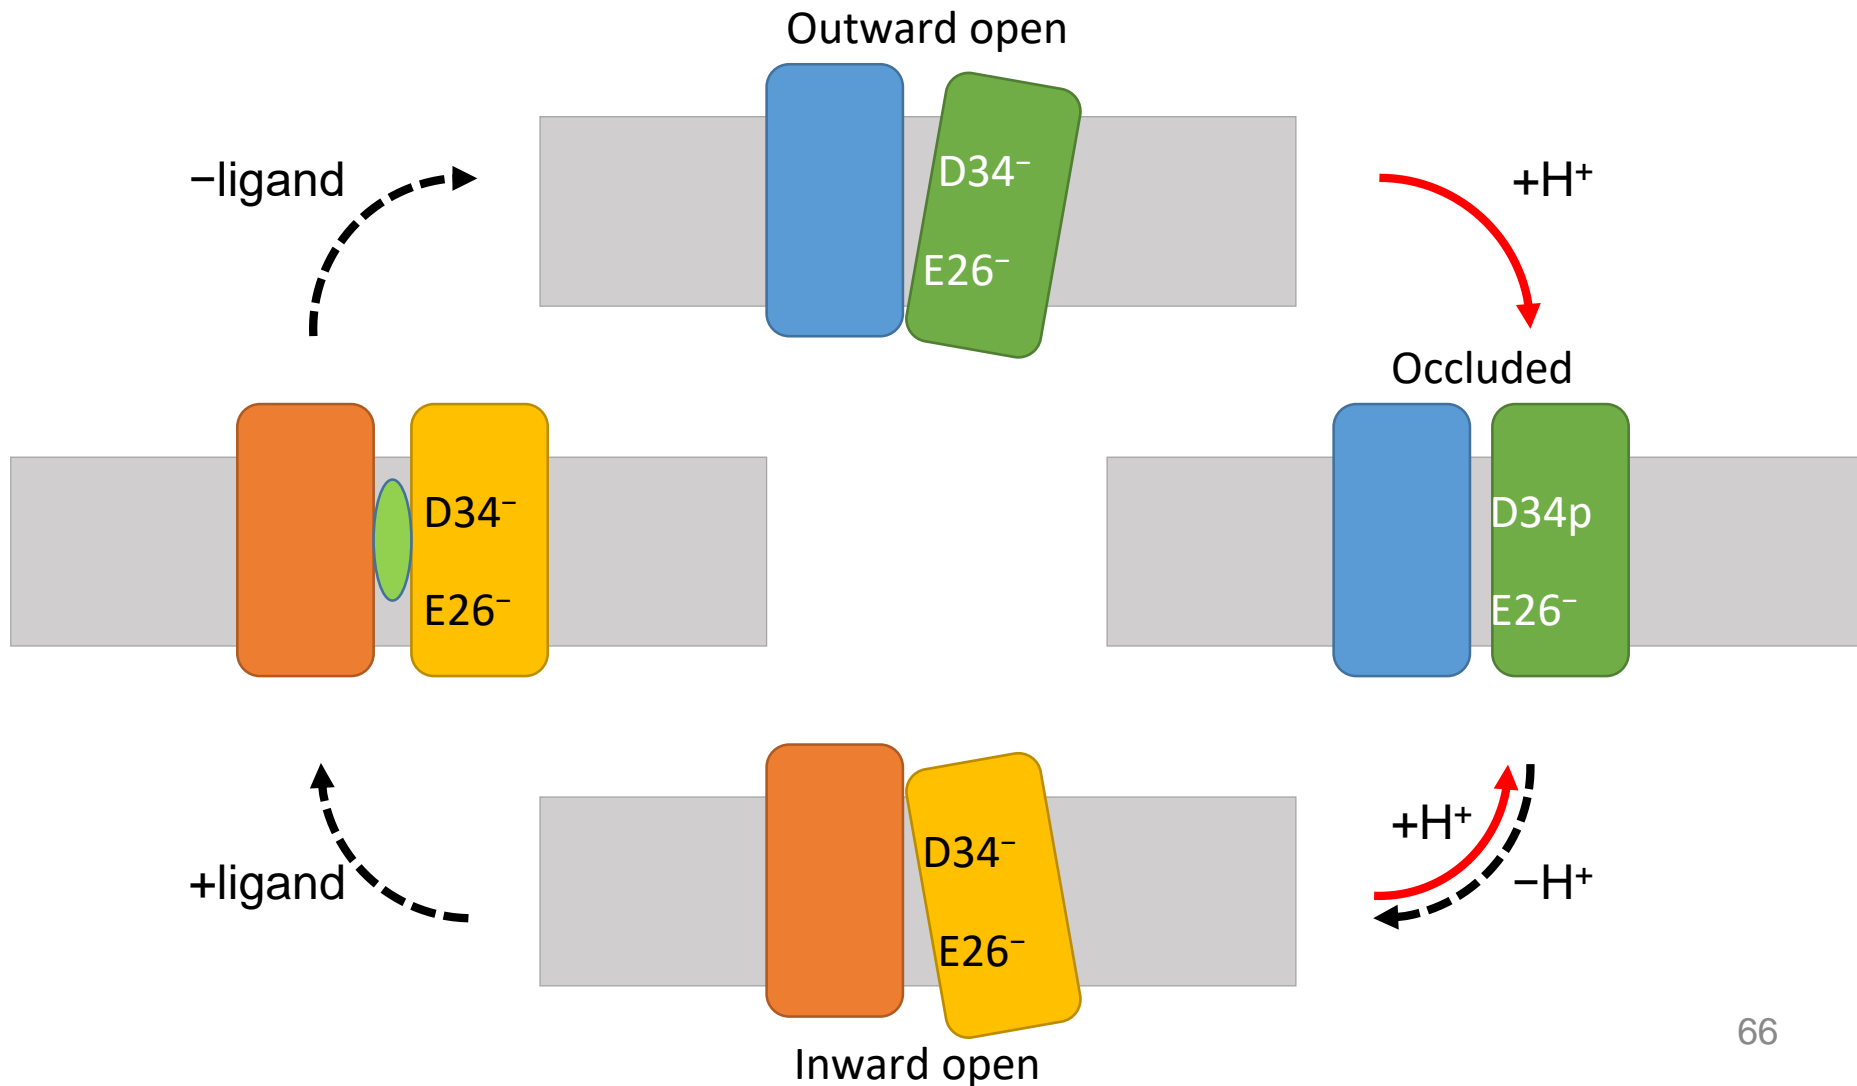 Outward open
D34⁻
E26⁻
−ligand
+H⁺
Occluded
D34⁻
E26⁻
D34p
E26⁻
+ligand
D34⁻
E26⁻
+H⁺
−H⁺
Inward open
66